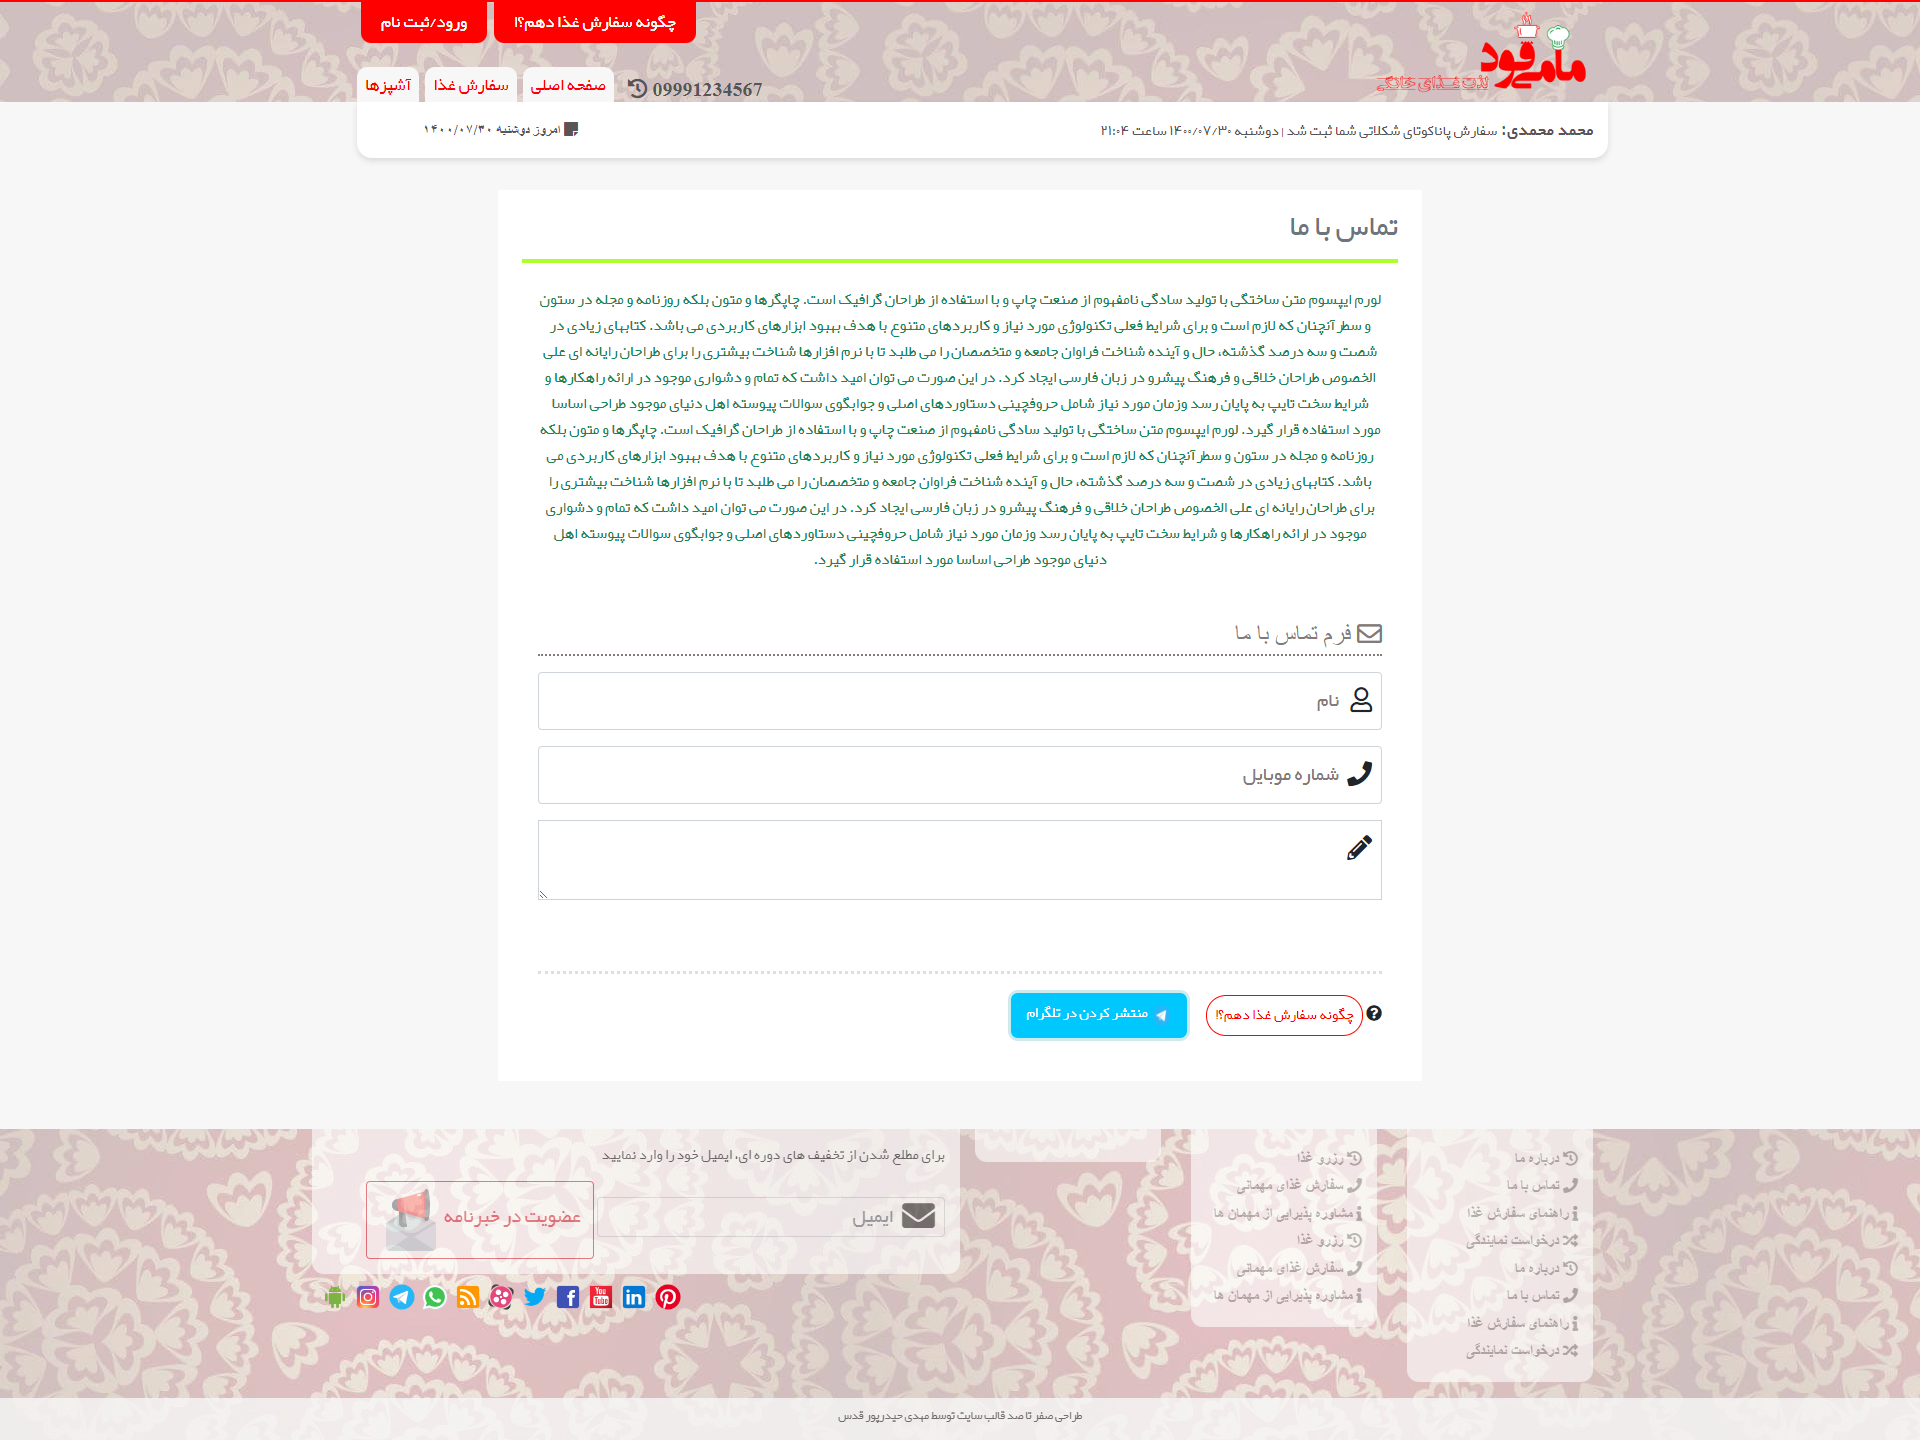 مامی فود
لذت غذای خانگی
چگونه سفارش غذا دهم؟!
ورود/ثبت نام
09991234567
صفحه اصلی
سفارش غذا
آشپزها
محمد محمدی: سفارش پاناکوتای شکلاتی شما ثبت شد | دوشنبه ۱۴۰۰/۰۷/۳۰ ساعت ۲۱:۰۴
امروز دوشنبه ۱۴۰۰/۰۷/۳۰
تماس با ما
لورم ایپسوم متن ساختگی با تولید سادگی نامفهوم از صنعت چاپ و با استفاده از طراحان گرافیک است. چاپگرها و متون بلکه روزنامه و مجله در ستون
و سطرآنچنان که لازم است و برای شرایط فعلی تکنولوژی مورد نیاز و کاربردهای متنوع با هدف بهبود ابزارهای کاربردی می باشد. کتابهای زیادی در
شصت و سه درصد گذشته، حال و آینده شناخت فراوان جامعه و متخصصان را می طلبد تا با نرم افزارها شناخت بیشتری را برای طراحان رایانه ای علی
الخصوص طراحان خلاقی و فرهنگ پیشرو در زبان فارسی ایجاد کرد. در این صورت می توان امید داشت که تمام و دشواری موجود در ارائه راهکارها و
شرایط سخت تایپ به پایان رسد وزمان مورد نیاز شامل حروفچینی دستاوردهای اصلی و جوابگوی سوالات پیوسته اهل دنیای موجود طراحی اساسا
مورد استفاده قرار گیرد. لورم ایپسوم متن ساختگی با تولید سادگی نامفهوم از صنعت چاپ و با استفاده از طراحان گرافیک است. چاپگرها و متون بلکه
روزنامه و مجله در ستون و سطرآنچنان که لازم است و برای شرایط فعلی تکنولوژی مورد نیاز و کاربردهای متنوع با هدف بهبود ابزارهای کاربردی می
باشد. کتابهای زیادی در شصت و سه درصد گذشته، حال و آینده شناخت فراوان جامعه و متخصصان را می طلبد تا با نرم افزارها شناخت بیشتری را
برای طراحان رایانه ای علی الخصوص طراحان خلاقی و فرهنگ پیشرو در زبان فارسی ایجاد کرد. در این صورت می توان امید داشت که تمام و دشواری
موجود در ارائه راهکارها و شرایط سخت تایپ به پایان رسد وزمان مورد نیاز شامل حروفچینی دستاوردهای اصلی و جوابگوی سوالات پیوسته اهل
دنیای موجود طراحی اساسا مورد استفاده قرار گیرد.
فرم تماس با ما
نام
شماره موبایل
چگونه سفارش غذا دهم؟!
منتشر کردن در تلگرام
درباره ما
تماس با ما
راهنمای سفارش غذا
درخواست نمایندگی
درباره ما
تماس با ما
راهنمای سفارش غذا
درخواست نمایندگی
رزرو غذا
سفارش غذای مهمانی
مشاوره پذیرایی از مهمان ها
رزرو غذا
سفارش غذای مهمانی
مشاوره پذیرایی از مهمان ها
برای مطلع شدن از تخفیف های دوره ای، ایمیل خود را وارد نمایید
ایمیل
عضویت در خبرنامه
You
Tube
in
f
طراحی صفر تا صد قالب سایت توسط مهدی حیدرپور قدس